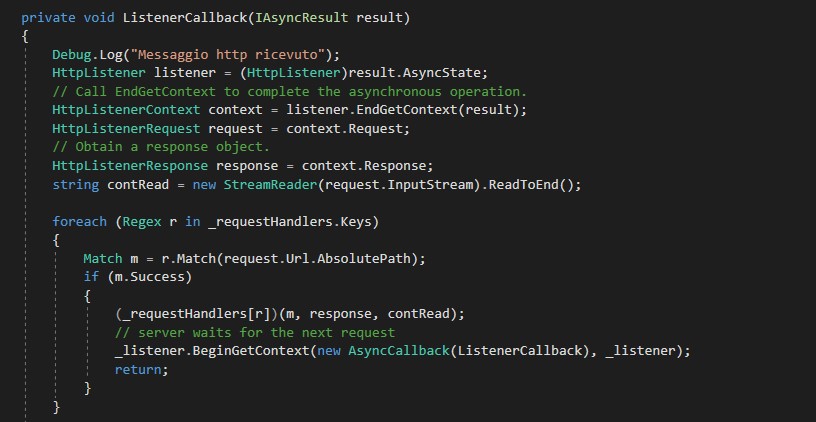 private void ListenerCallback(IAsyncResult result)
{
    Debug.Log("Messaggio http ricevuto");
    HttpListener listener = (HttpListener)result.AsyncState;
    // Call EndGetContext to complete the asynchronous operation.
    HttpListenerContext context = listener.EndGetContext(result);
    HttpListenerRequest request = context.Request;
    // Obtain a response object.
    HttpListenerResponse response = context.Response;
    string contRead = new StreamReader(request.InputStream).ReadToEnd();

    foreach (Regex r in _requestHandlers.Keys)
    {
        Match m = r.Match(request.Url.AbsolutePath);
        if (m.Success)
        {
            (_requestHandlers[r])(m, response, contRead);
            // server waits for the next request
            _listener.BeginGetContext(new AsyncCallback(ListenerCallback), _listener);
            return;
        }
    }